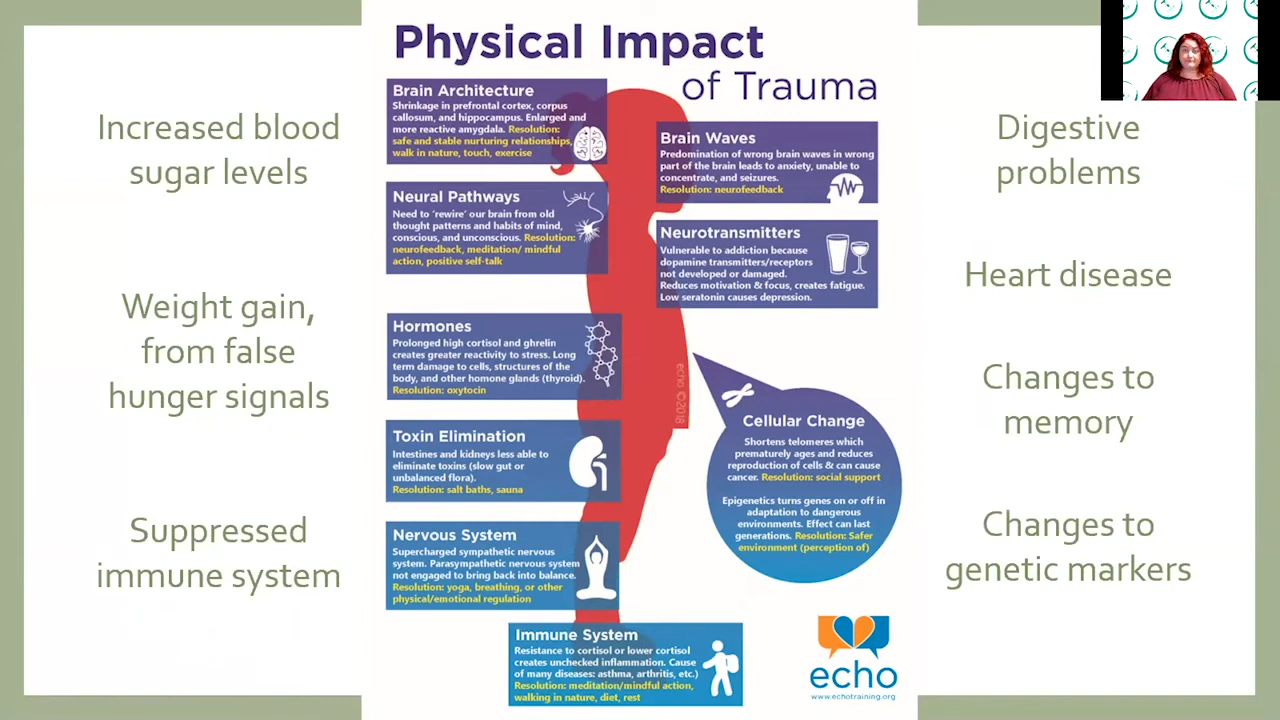 Physical Impact
of Trauma
Increased blood
sugar levels
Weight gain,
from false
hunger signals
Suppressed
immune system
Brain Architecture
Shrinkage in prefrontal cortex, corpus
callosum, and hippocampus. Enlarged and
more reactive amygdala. Resolution:
safe and stable nurturing relationships,
walk in nature, touch, exercise
Neural Pathways
Need to ‘rewire’ our brain from old
thought patterns and habits of mind,
conscious, and unconscious. Resolution:
neurofeedback, meditation/ mindful
action, positive self-talk
Hormones
Prolonged high cortisol and ghrelin
creates greater reactivity to stress. Long
term damage to cells, structures of the
body, and other homone glands (thyroid).
Resolution: oxytocin
Toxin Elimination
Intestines and kidneys less able to
eliminate toxins (slow gut or
unbalanced flora).
Resolution: salt baths, sauna
Nervous System
Supercharged sympathetic nervous
system. Parasympathetic nervous system
not engaged to bring back into balance.
Resolution: yoga, breathing, or other
physical/emotional regulation
Immune System
Resistance to cortisol or lower cortisol
creates unchecked inflammation. Cause
of many diseases: asthma, arthritis, etc.)
Resolution: meditation/mindful action,
walking in nature, diet, rest
Brain Waves
Predomination of wrong brain waves in wrong
part of the brain leads to anxiety, unable to
concentrate, and seizures.
Resolution: neurofeedback
Neurotransmitters
Vulnerable to addiction because
dopamine transmitters/receptors
not developed or damaged.
Reduces motivation & focus, creates fatigue.
Low seratonin causes depression.
echo ©2018
Cellular Change
Shortens telomeres which
prematurely ages and reduces
reproduction of cells & can cause
cancer. Resolution: social support
Epigenetics turns genes on or off in
adaptation to dangerous
environments. Effect can last
generations. Resolution: Safer
environment (perception of)
echo
www.echotraining.org
Digestive
problems
Heart disease
Changes to
memory
Changes to
genetic markers